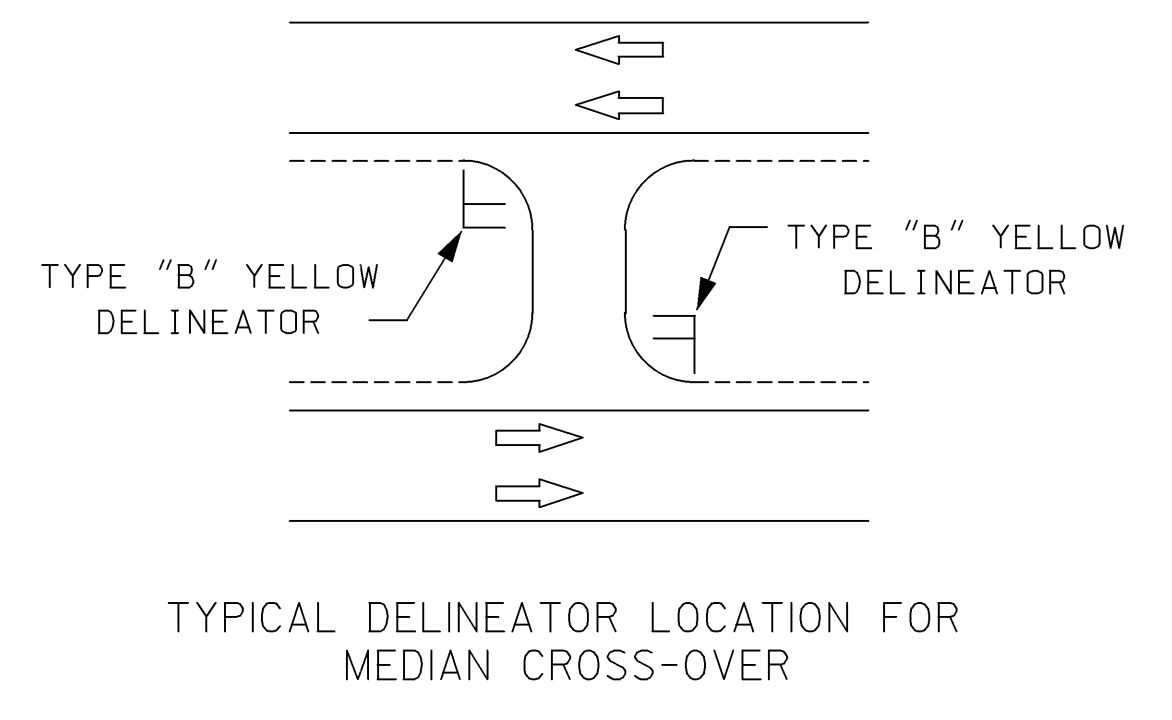 TYPE "B" YELLOW
DELINEATOR
TYPE "B" YELLOW
DELINEATOR
TYPICAL DELINEATOR LOCATION FOR
MEDIAN CROSS-OVER